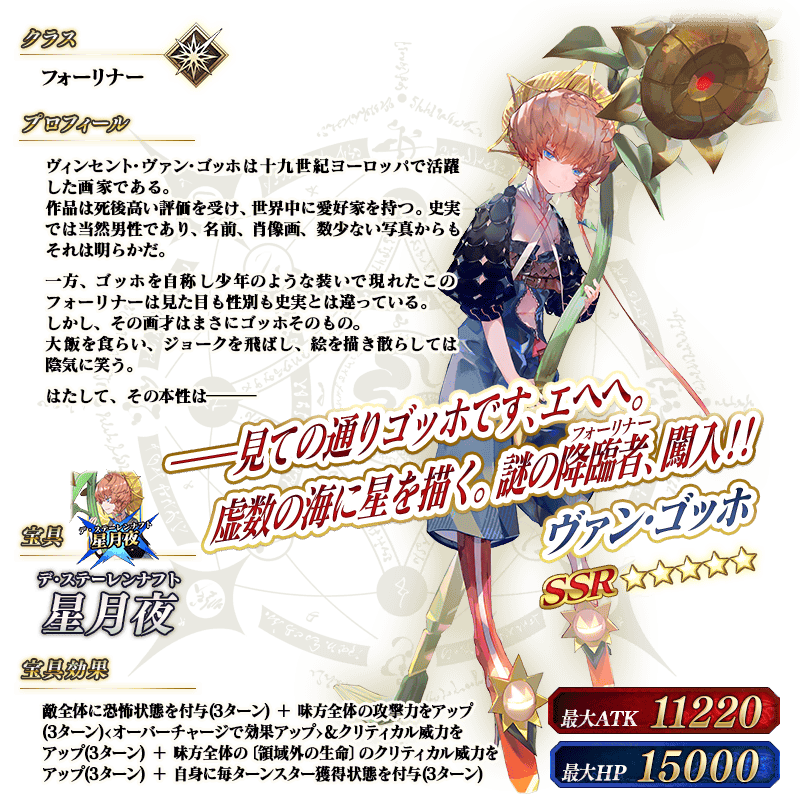 クラス
フォーリナー
プロフィール
ヴィンセント・ヴァン・ゴッホは十九世紀ヨーロッパで活躍
した画家である。
作品は死後高い評価を受け、世界中に愛好家を持つ。史実
では当然男性であり、名前、肖像画、数少ない写真からも
それは明らかだ。
一方、ゴッホを自称し少年のような装いで現れたこの
フォーリナーは見た目も性別も史実とは違っている。
しかし、その画才はまさにゴッホそのもの。
大飯を食らい、ジョークを飛ばし、絵を描き散らしては
陰気に笑う。
はたして、その本性は───
──見ての通りゴッホです、エヘヘ。
フォーリナー
虚数の海に星を描く。謎の降臨者、闖入!!
ヴァン・ゴッホ
SSR
宝具
デ・ステーレンナフト
星月夜
デ・ステーレンナフト
星月夜
宝具効果
敵全体に恐怖状態を付与(3ターン) ＋ 味方全体の攻撃力をアップ
(3ターン)<オーバーチャージで効果アップ>＆クリティカル威力を
アップ(3ターン) ＋ 味方全体の〔領域外の生命〕のクリティカル威力を
アップ(3ターン) ＋ 自身に毎ターンスター獲得状態を付与(3ターン)
最大ATK 11220
最大HP 15000